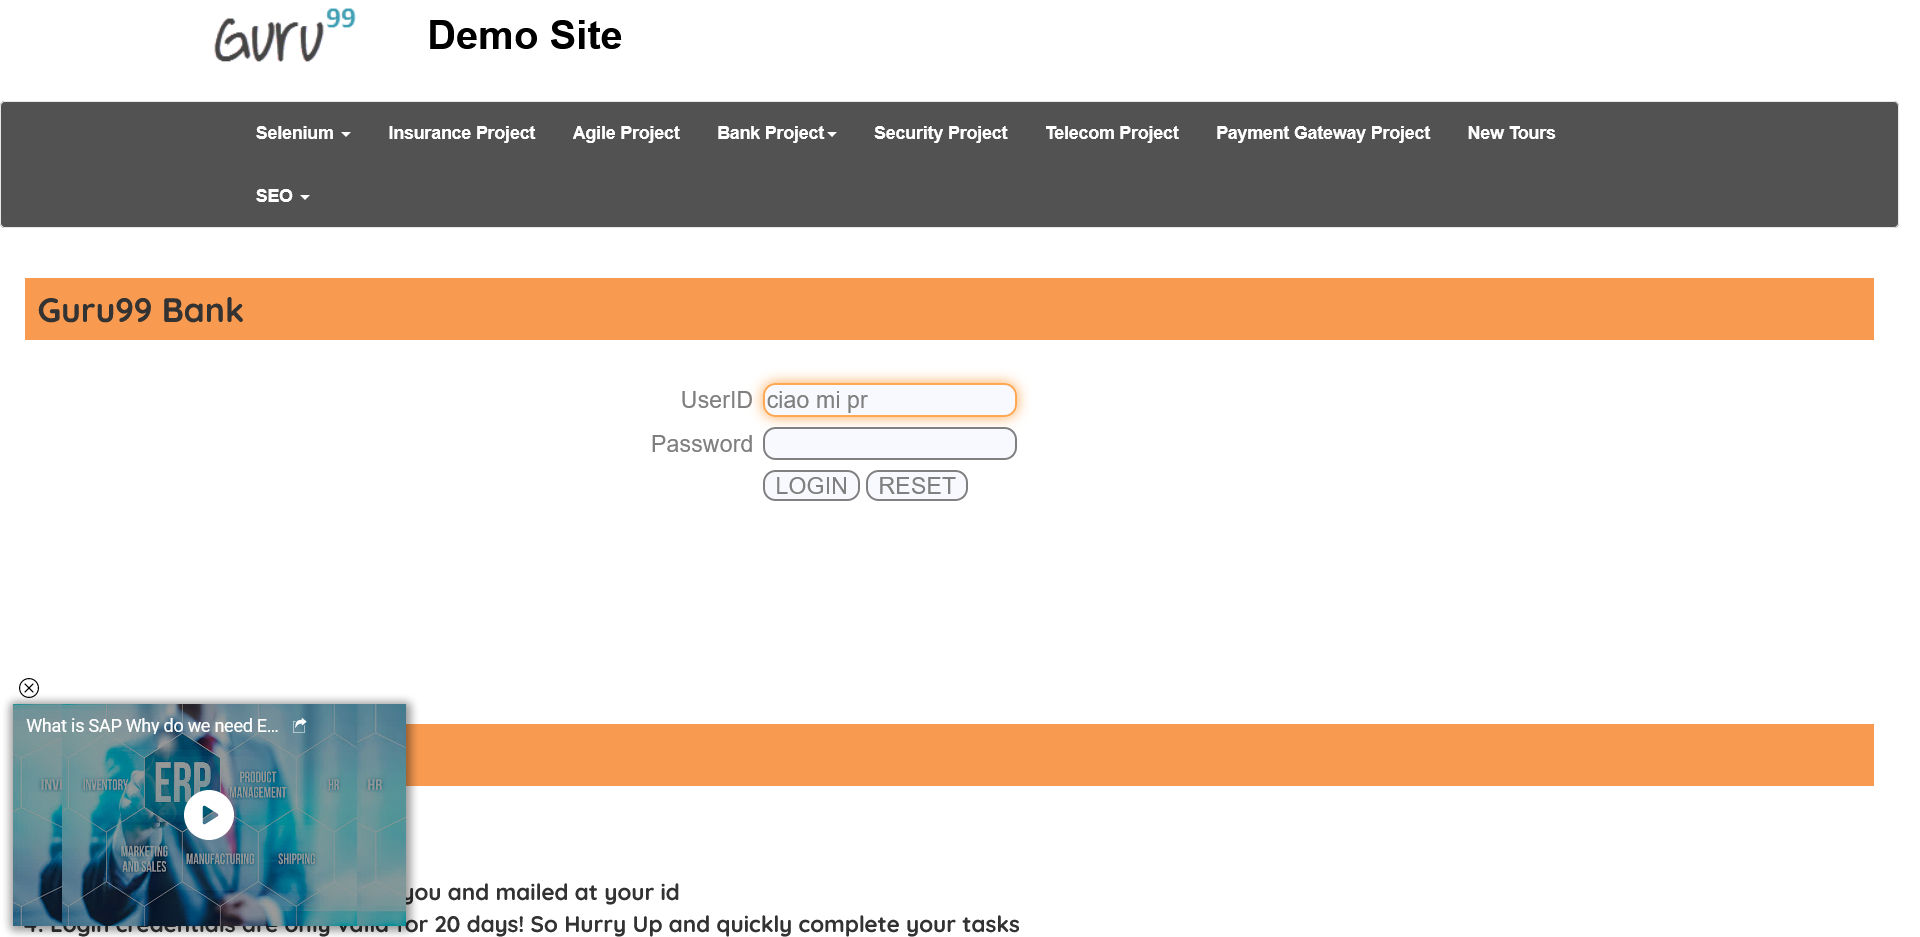 Guru99
Demo Site
Selenium
Insurance Project
Agile Project
Bank Project
Security Project
Telecom Project
Payment Gateway Project
New Tours
SEO
Guru99 Bank
UserID
ciao mi pr
Password
LOGIN
RESET
What is SAP Why do we need E...
INVENTORY
ERP
PRODUCT
MANAGEMENT
HR
HR
MARKETING
AND SALES
MANUFACTURING
SHIPPING
you and mailed at your id
4. Login credentials are only valid for 20 days! So Hurry Up and quickly complete your tasks